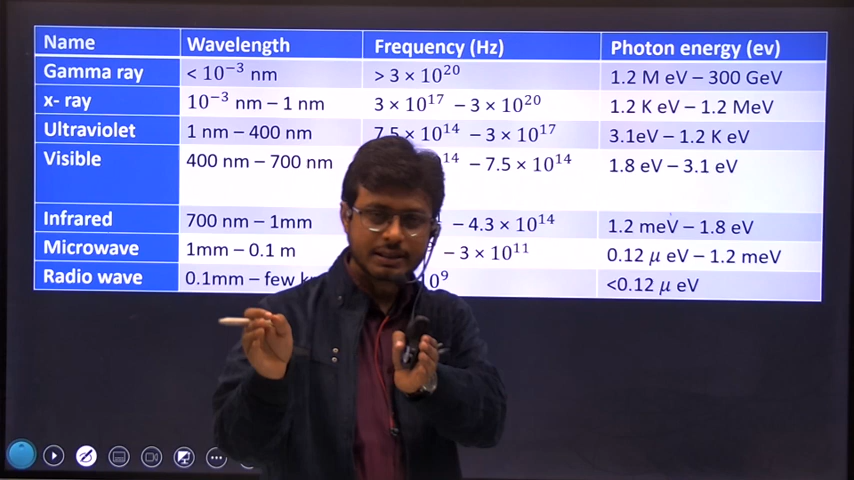 Name Wavelength Frequency (Hz) Photon energy (ev)
Gamma ray < 10⁻³ nm > 3 × 10²⁰ 1.2 M eV – 300 GeV
x- ray 10⁻³ nm – 1 nm 3 × 10¹⁷ – 3 × 10²⁰ 1.2 K eV – 1.2 MeV
Ultraviolet 1 nm – 400 nm 7.5 × 10¹⁴ – 3 × 10¹⁷ 3.1eV – 1.2 K eV
Visible 400 nm – 700 nm ¹⁴ – 7.5 × 10¹⁴ 1.8 eV – 3.1 eV
Infrared 700 nm – 1mm – 4.3 × 10¹⁴ 1.2 meV – 1.8 eV
Microwave 1mm – 0.1 m – 3 × 10¹¹ 0.12 μ eV – 1.2 meV
Radio wave 0.1mm – few 10⁹ <0.12 μ eV